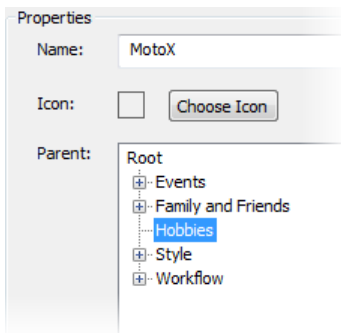 Properties
Name: MotoX
Icon: Choose Icon
Parent: Root
Events
Family and Friends
Hobbies
Style
Workflow